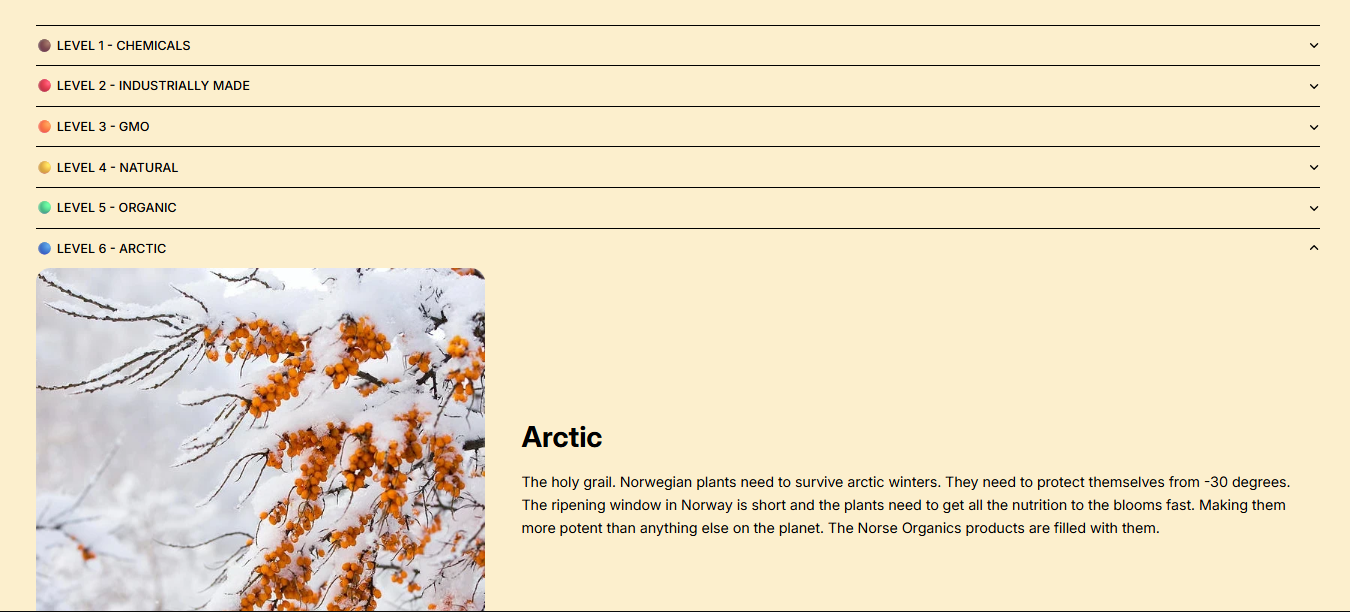 LEVEL 1 - CHEMICALS
LEVEL 2 - INDUSTRIALLY MADE
LEVEL 3 - GMO
LEVEL 4 - NATURAL
LEVEL 5 - ORGANIC
LEVEL 6 - ARCTIC
Arctic
The holy grail. Norwegian plants need to survive arctic winters. They need to protect themselves from -30 degrees.
The ripening window in Norway is short and the plants need to get all the nutrition to the blooms fast. Making them
more potent than anything else on the planet. The Norse Organics products are filled with them.